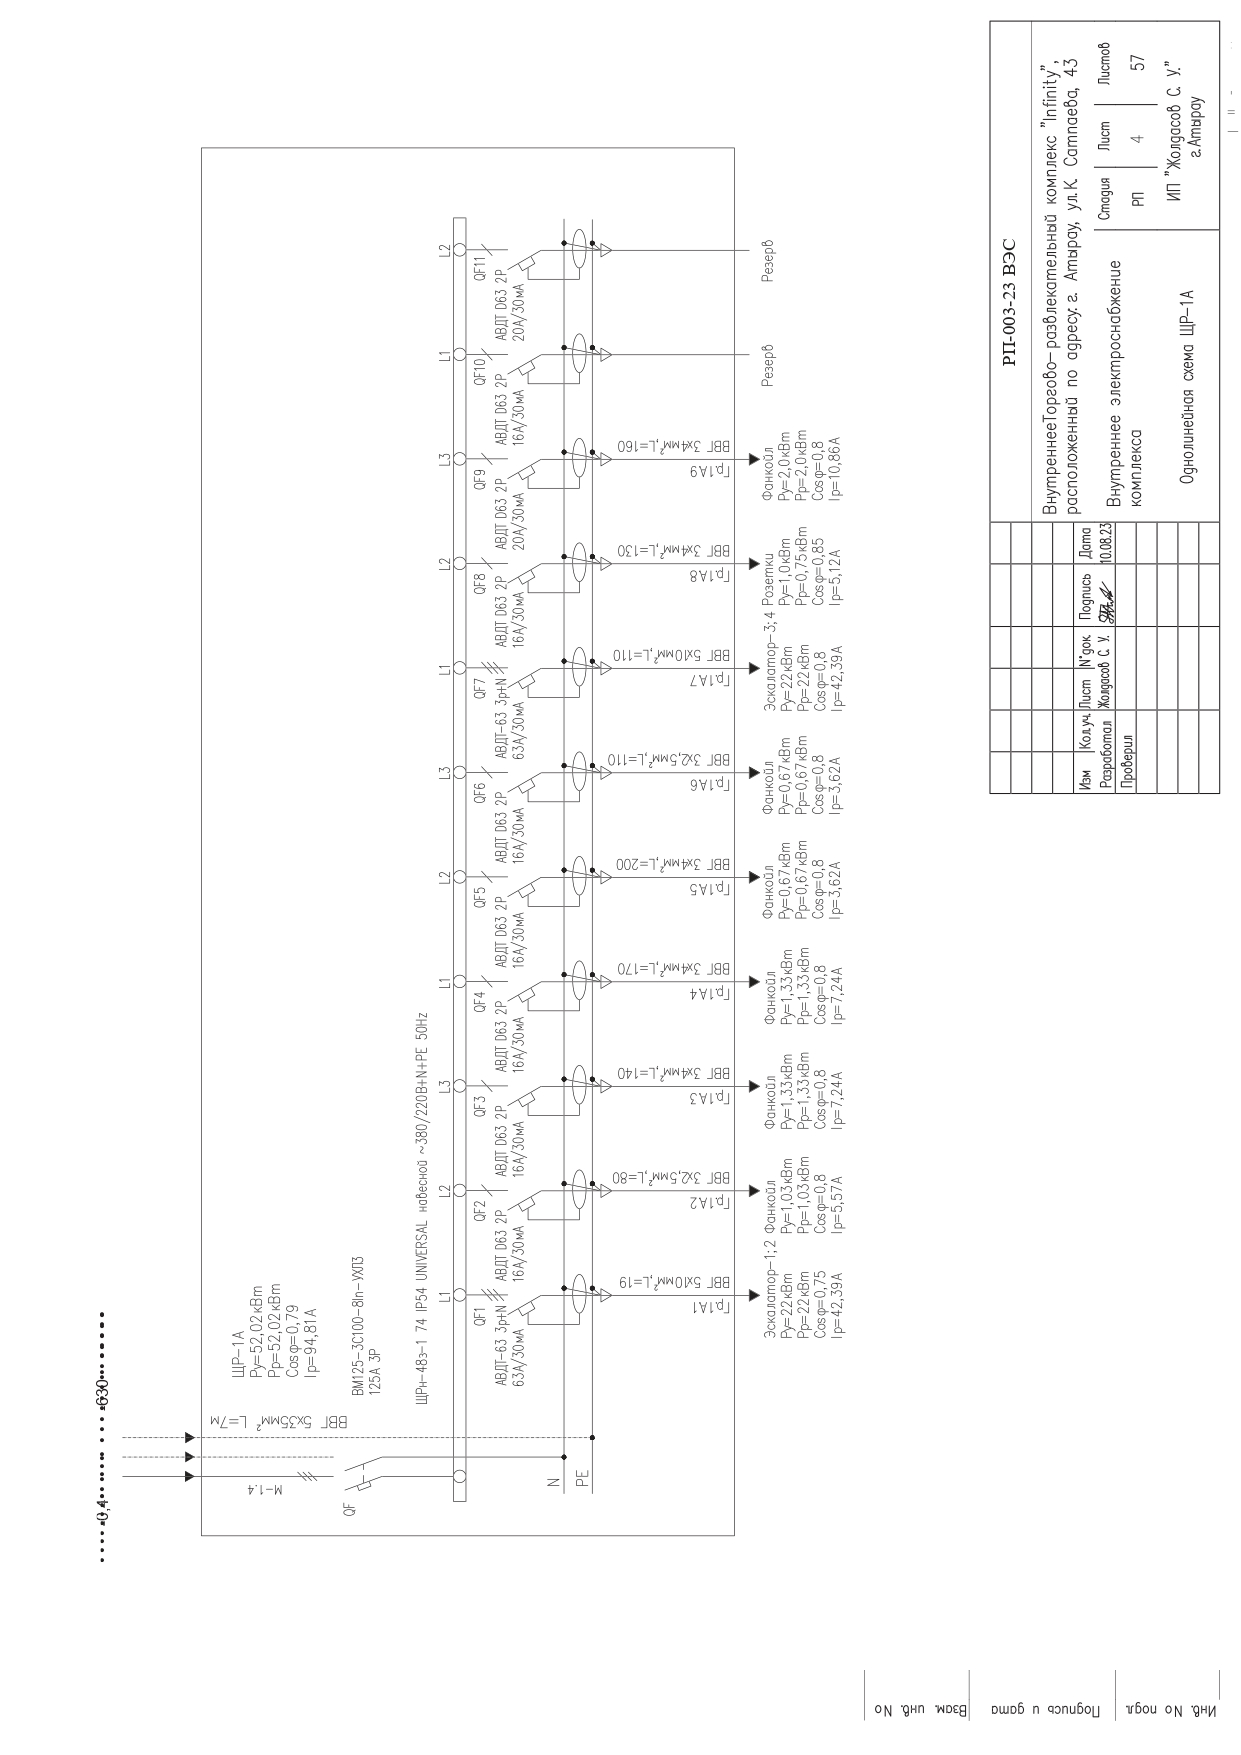 0,4
630
М-1.4
ВВГ 5х35мм² L=7м
ЩР-1А
Ру=52,02кВт
Рр=52,02кВт
Cosφ=0,79
Iр=94,81А
QF
ВМ125-3С100-8In-УХЛ3
125А 3Р
ЩРн-48з-1 74 IP54 UNIVERSAL навесной ~380/220В+N+PE 50Hz
N
PE
L1
QF1
АВДТ-63 3р+N
63А/30мА
Гр.1А1
ВВГ 5х10мм²,L=19
Эскалатор-1;2
Ру=22кВт
Рр=22кВт
Cosφ=0,75
Iр=42,39А
L2
QF2
АВДТ D63 2Р
16А/30мА
Гр.1А2
ВВГ 3х2,5мм²,L=80
Фанкойл
Ру=1,03кВт
Рр=1,03кВт
Cosφ=0,8
Iр=5,57А
L3
QF3
АВДТ D63 2Р
16А/30мА
Гр.1А3
ВВГ 3х4мм²,L=140
Фанкойл
Ру=1,33кВт
Рр=1,33кВт
Cosφ=0,8
Iр=7,24А
L1
QF4
АВДТ D63 2Р
16А/30мА
Гр.1А4
ВВГ 3х4мм²,L=170
Фанкойл
Ру=1,33кВт
Рр=1,33кВт
Cosφ=0,8
Iр=7,24А
L2
QF5
АВДТ D63 2Р
16А/30мА
Гр.1А5
ВВГ 3х4мм²,L=200
Фанкойл
Ру=0,67кВт
Рр=0,67кВт
Cosφ=0,8
Iр=3,62А
L3
QF6
АВДТ D63 2Р
16А/30мА
Гр.1А6
ВВГ 3х2,5мм²,L=110
Фанкойл
Ру=0,67кВт
Рр=0,67кВт
Cosφ=0,8
Iр=3,62А
L1
QF7
АВДТ-63 3р+N
63А/30мА
Гр.1А7
ВВГ 5х10мм²,L=110
Эскалатор-3;4
Ру=22кВт
Рр=22кВт
Cosφ=0,8
Iр=42,39А
L2
QF8
АВДТ D63 2Р
16А/30мА
Гр.1А8
ВВГ 3х4мм²,L=130
Розетки
Ру=1,0кВт
Рр=0,75кВт
Cosφ=0,85
Iр=5,12А
L3
QF9
АВДТ D63 2Р
20А/30мА
Гр.1А9
ВВГ 3х4мм²,L=160
Фанкойл
Ру=2,0кВт
Рр=2,0кВт
Cosφ=0,8
Iр=10,86А
L1
QF10
АВДТ D63 2Р
16А/30мА
Резерв
L2
QF11
АВДТ D63 2Р
20А/30мА
Резерв
РП-003-23 ВЭС
ВнутреннееТоргово-развлекательный комплекс "Infinity",
расположенный по адресу: г. Атырау, ул.К. Сатпаева, 43
Изм Кол.уч. Лист N°док. Подпись Дата
Разработал Жолдасов С. У. 10.08.23
Проверил
Внутреннее электроснабжение
комплекса
Стадия Лист Листов
РП 4 57
Однолинейная схема ЩР-1А
ИП "Жолдасов С. У."
г.Атырау
Взам. инв. No
Подпись и дата
Инв. No подл.